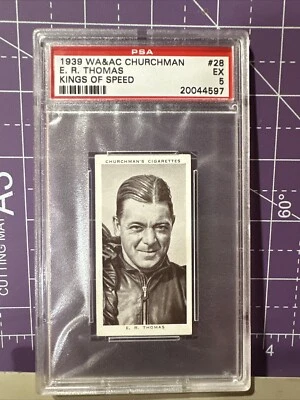 PSA
1939 WA&AC CHURCHMAN #28
E. R. THOMAS EX
KINGS OF SPEED 5
20044597
CHURCHMAN'S CIGARETTES
E. R. THOMAS
CUTTING MAT A3
60°
4